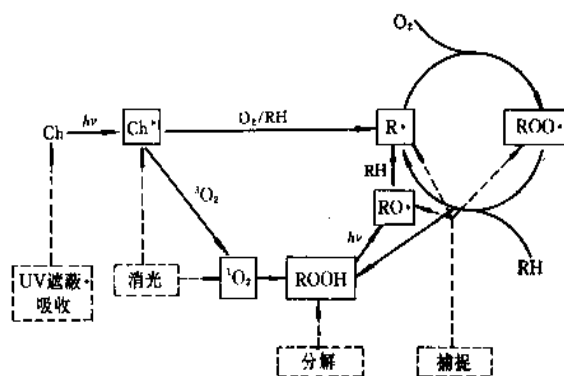 O₂
Ch
hν
Ch*¹
O₂/RH
R•
ROO•
RH
³O₂
RO•
hν
RH
UV遮蔽·
吸收
消光
¹O₂
ROOH
分解
捕捉